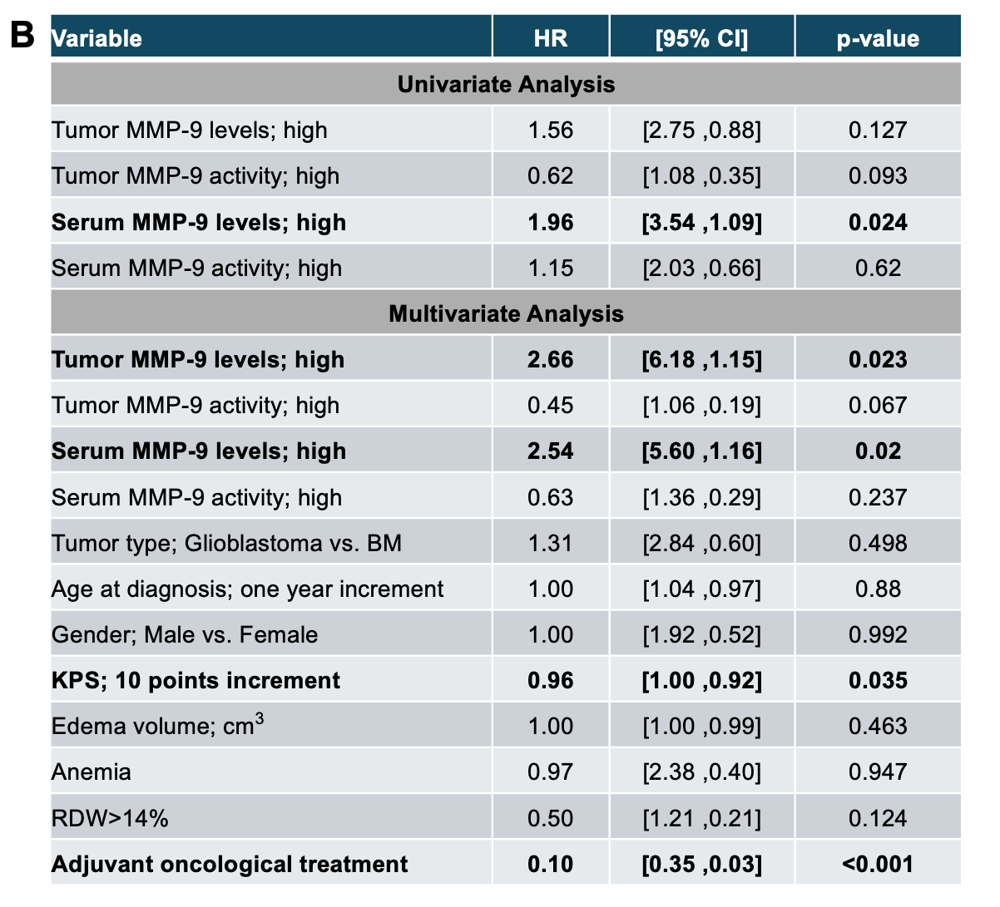 B
Variable HR [95% CI] p-value
Univariate Analysis
Tumor MMP-9 levels; high 1.56 [2.75 ,0.88] 0.127
Tumor MMP-9 activity; high 0.62 [1.08 ,0.35] 0.093
Serum MMP-9 levels; high 1.96 [3.54 ,1.09] 0.024
Serum MMP-9 activity; high 1.15 [2.03 ,0.66] 0.62
Multivariate Analysis
Tumor MMP-9 levels; high 2.66 [6.18 ,1.15] 0.023
Tumor MMP-9 activity; high 0.45 [1.06 ,0.19] 0.067
Serum MMP-9 levels; high 2.54 [5.60 ,1.16] 0.02
Serum MMP-9 activity; high 0.63 [1.36 ,0.29] 0.237
Tumor type; Glioblastoma vs. BM 1.31 [2.84 ,0.60] 0.498
Age at diagnosis; one year increment 1.00 [1.04 ,0.97] 0.88
Gender; Male vs. Female 1.00 [1.92 ,0.52] 0.992
KPS; 10 points increment 0.96 [1.00 ,0.92] 0.035
Edema volume; cm³ 1.00 [1.00 ,0.99] 0.463
Anemia 0.97 [2.38 ,0.40] 0.947
RDW>14% 0.50 [1.21 ,0.21] 0.124
Adjuvant oncological treatment 0.10 [0.35 ,0.03] <0.001